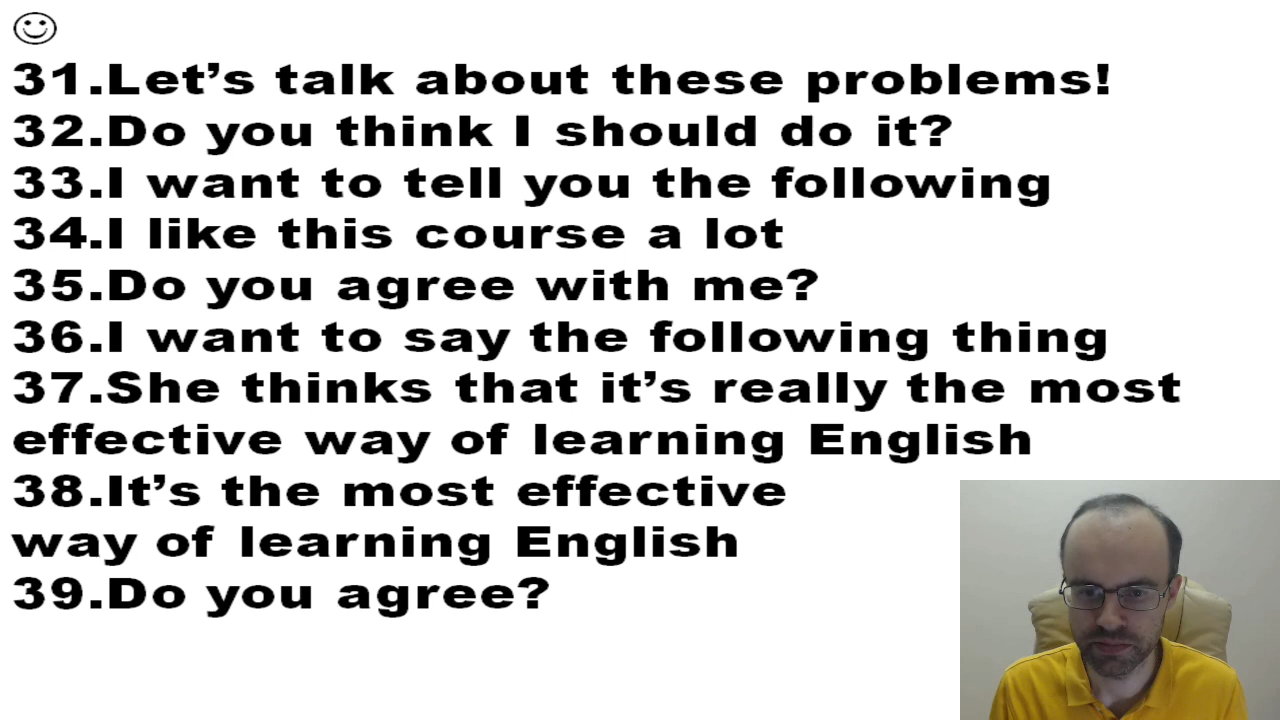 31.Let’s talk about these problems!
32.Do you think I should do it?
33.I want to tell you the following
34.I like this course a lot
35.Do you agree with me?
36.I want to say the following thing
37.She thinks that it’s really the most
effective way of learning English
38.It’s the most effective
way of learning English
39.Do you agree?